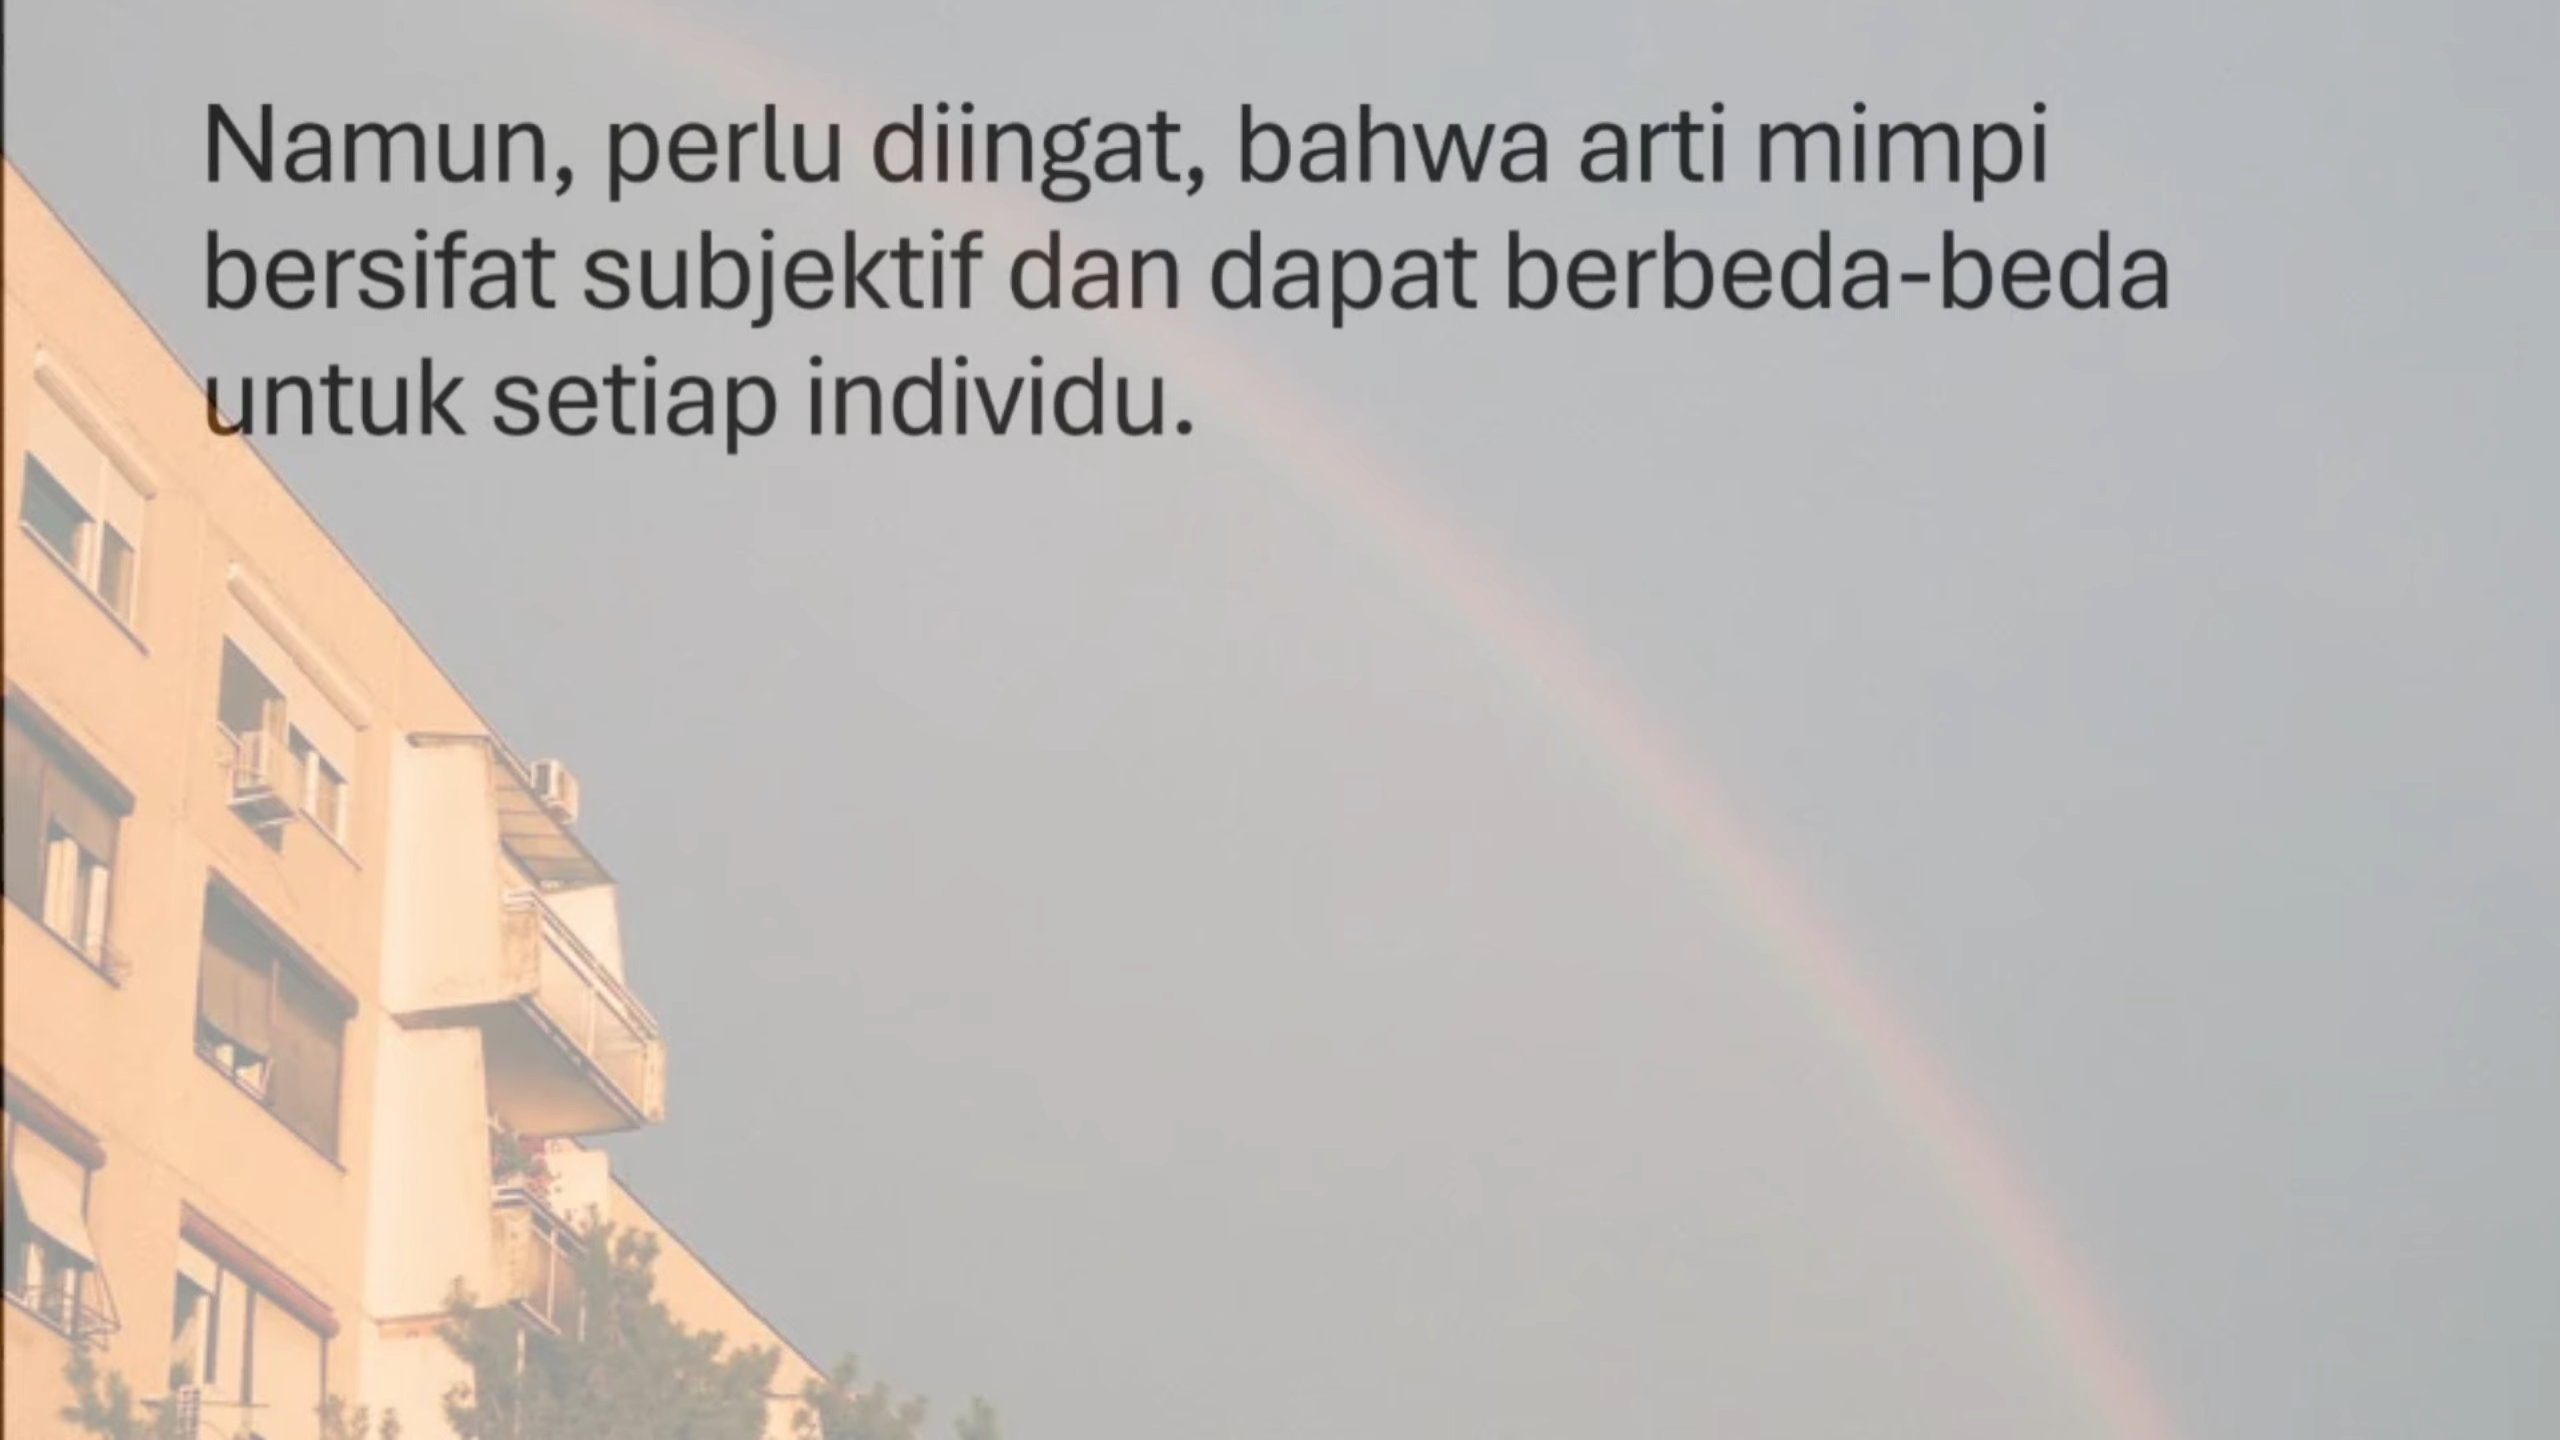 Namun, perlu diingat, bahwa arti mimpi
bersifat subjektif dan dapat berbeda-beda
untuk setiap individu.